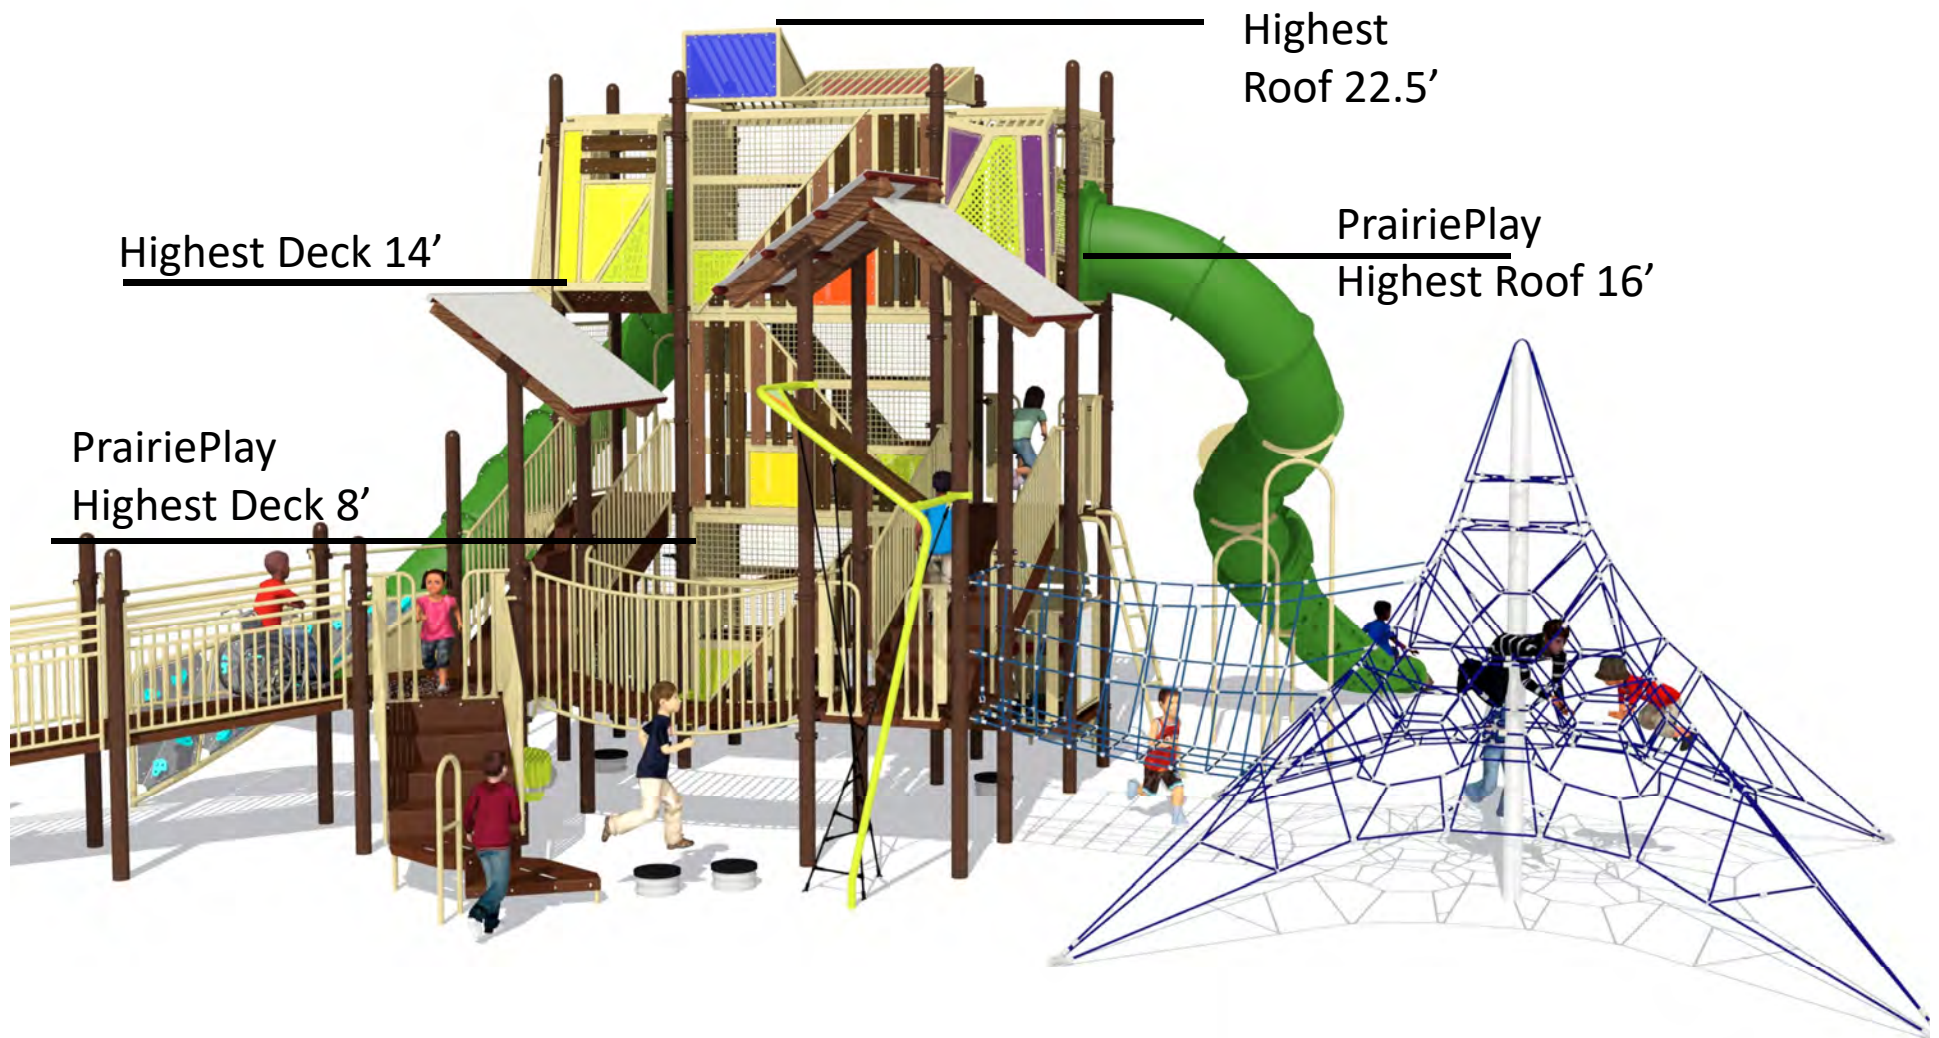 Highest
Roof 22.5’
PrairiePlay
Highest Roof 16’
Highest Deck 14’
PrairiePlay
Highest Deck 8’